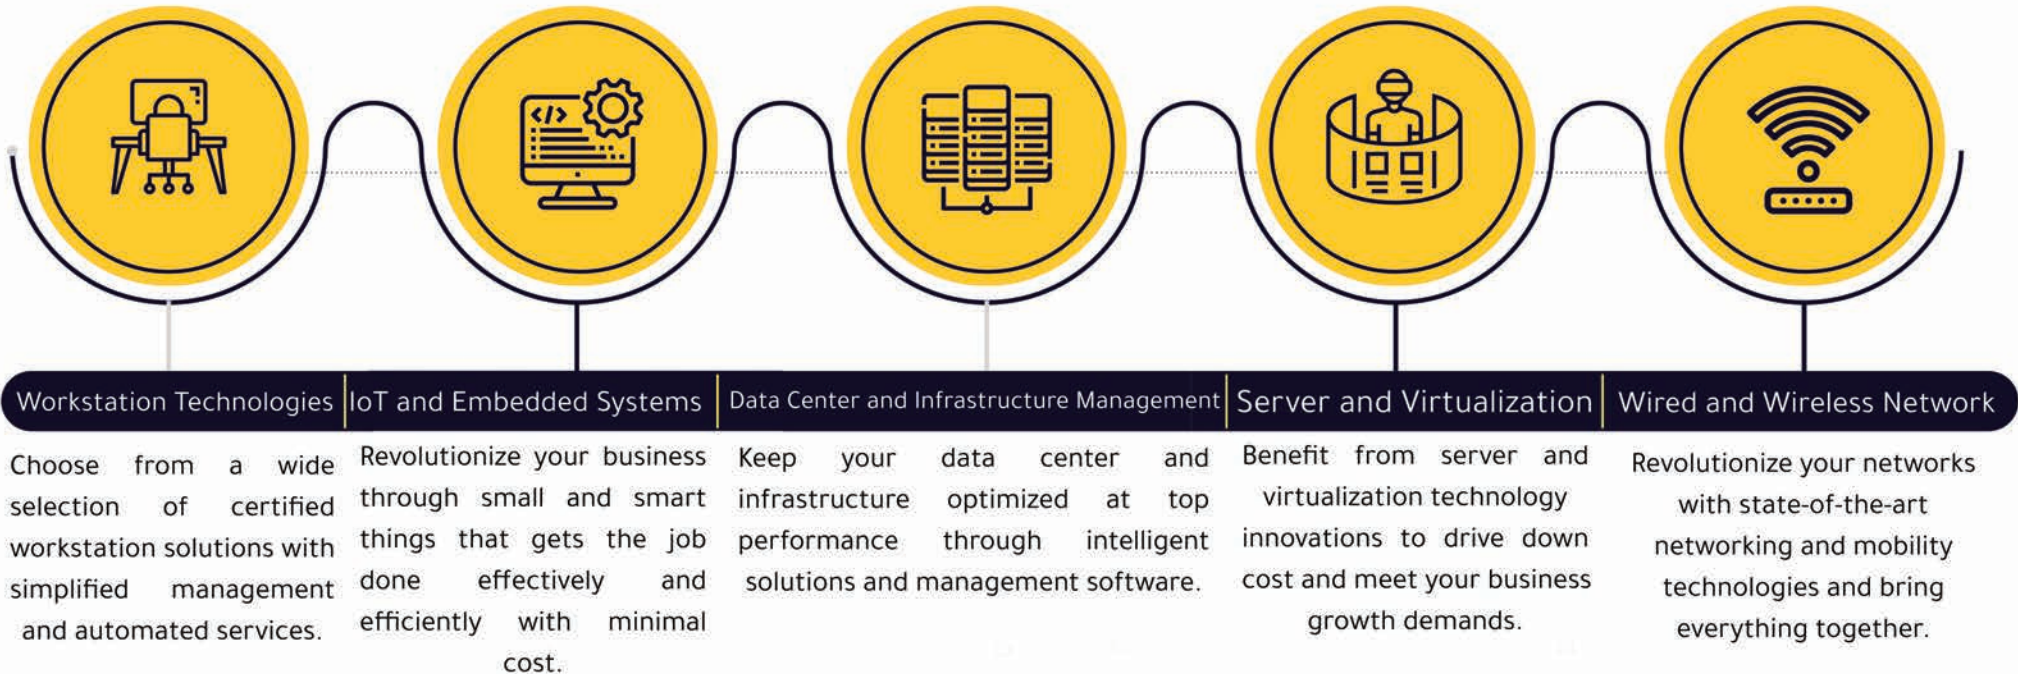 Workstation Technologies
IoT and Embedded Systems
Data Center and Infrastructure Management
Server and Virtualization
Wired and Wireless Network
Choose from a wide
selection of certified
workstation solutions with
simplified management
and automated services.
Revolutionize your business
through small and smart
things that gets the job
done effectively and
efficiently with minimal
cost.
Keep your data center and
infrastructure optimized at top
performance through intelligent
solutions and management software.
Benefit from server and
virtualization technology
innovations to drive down
cost and meet your business
growth demands.
Revolutionize your networks
with state-of-the-art
networking and mobility
technologies and bring
everything together.